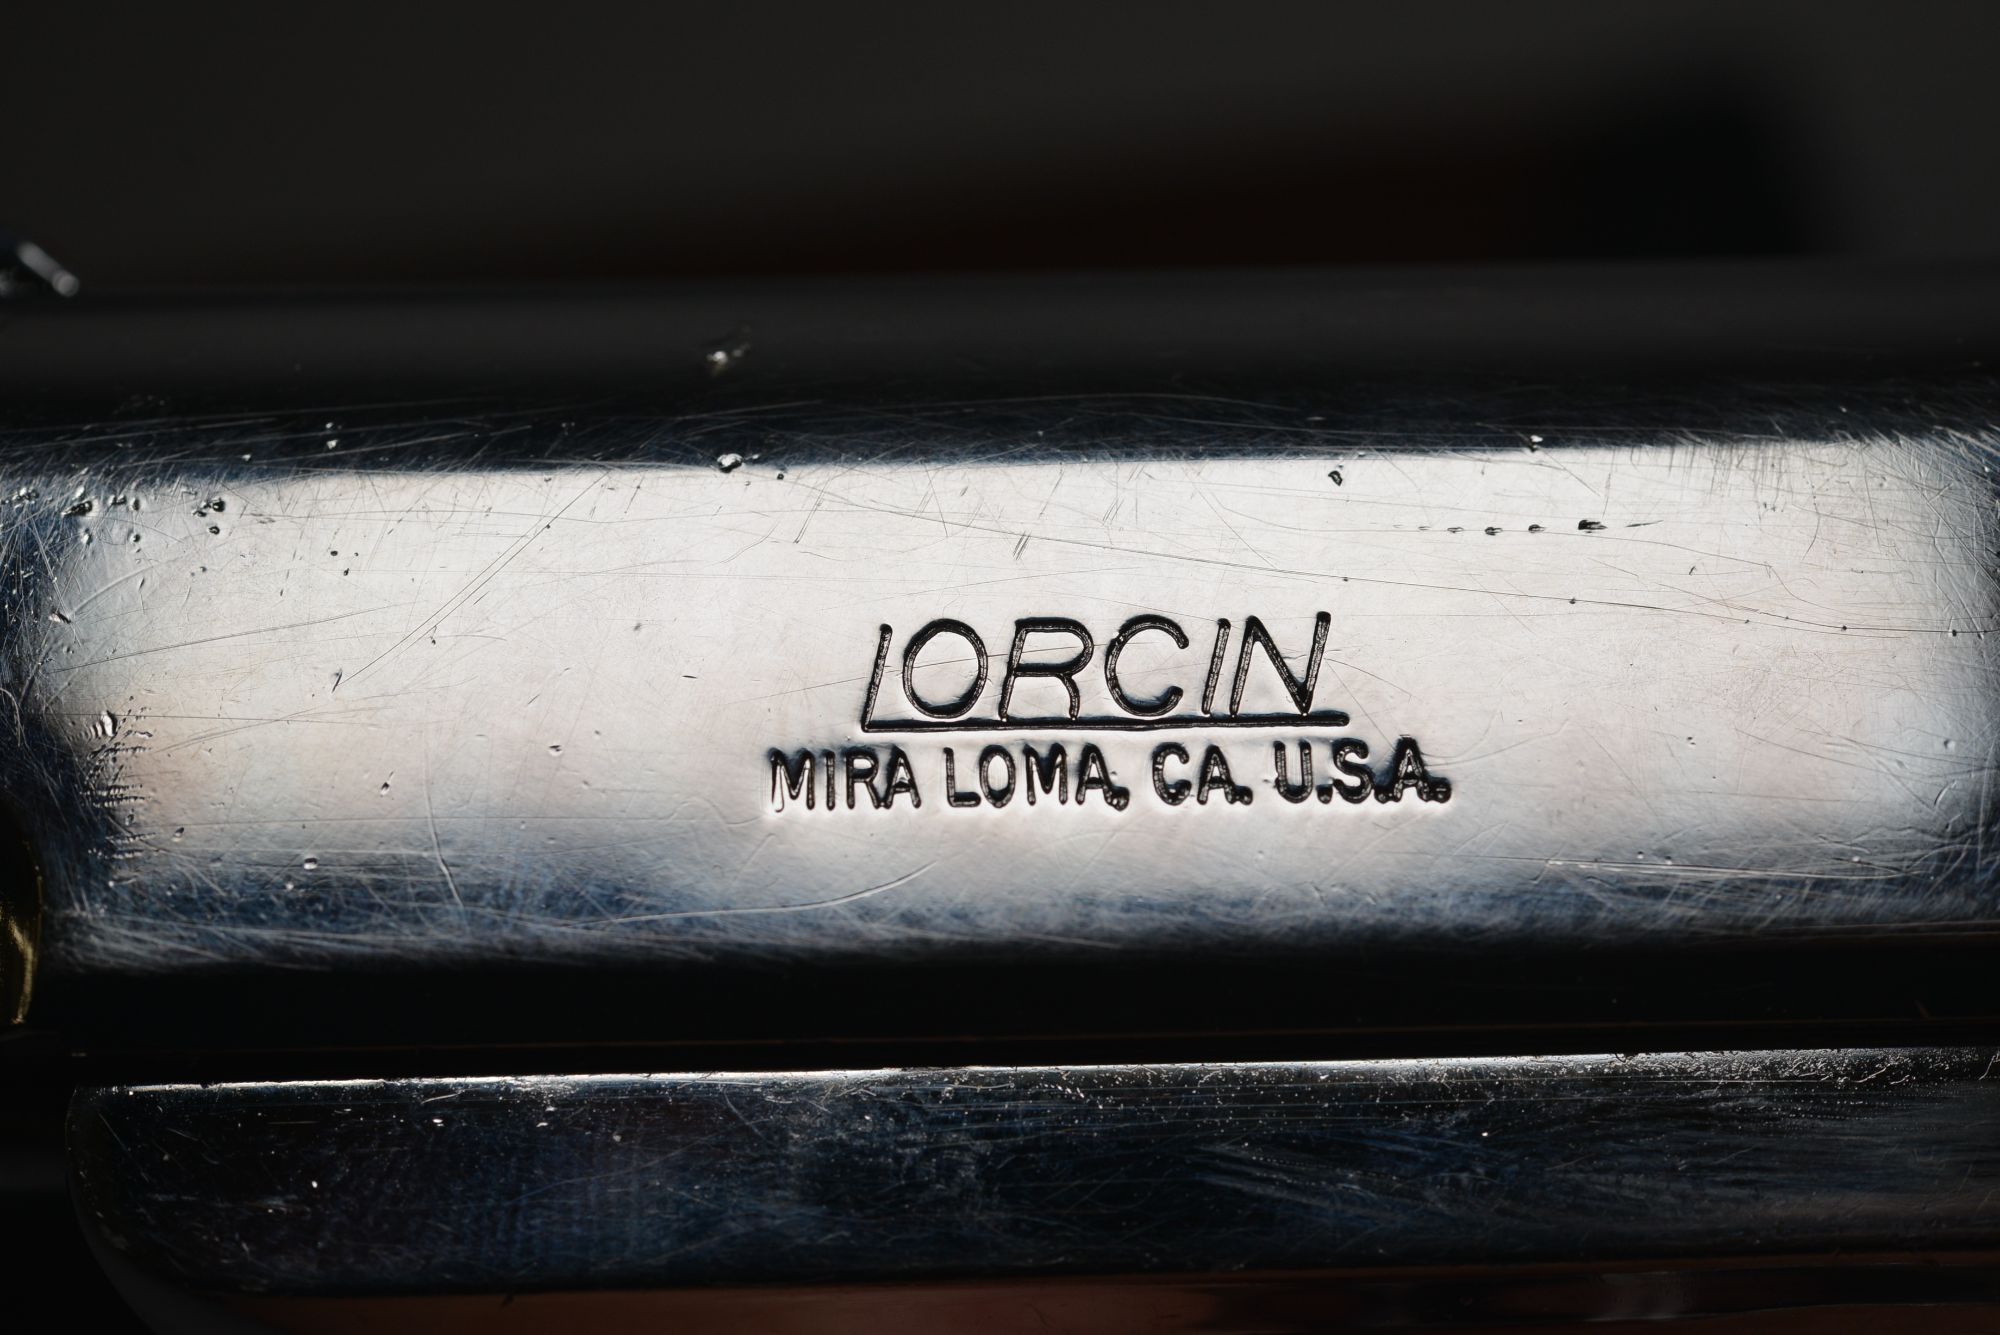 LORCIN
MIRA LOMA, CA. U.S.A.